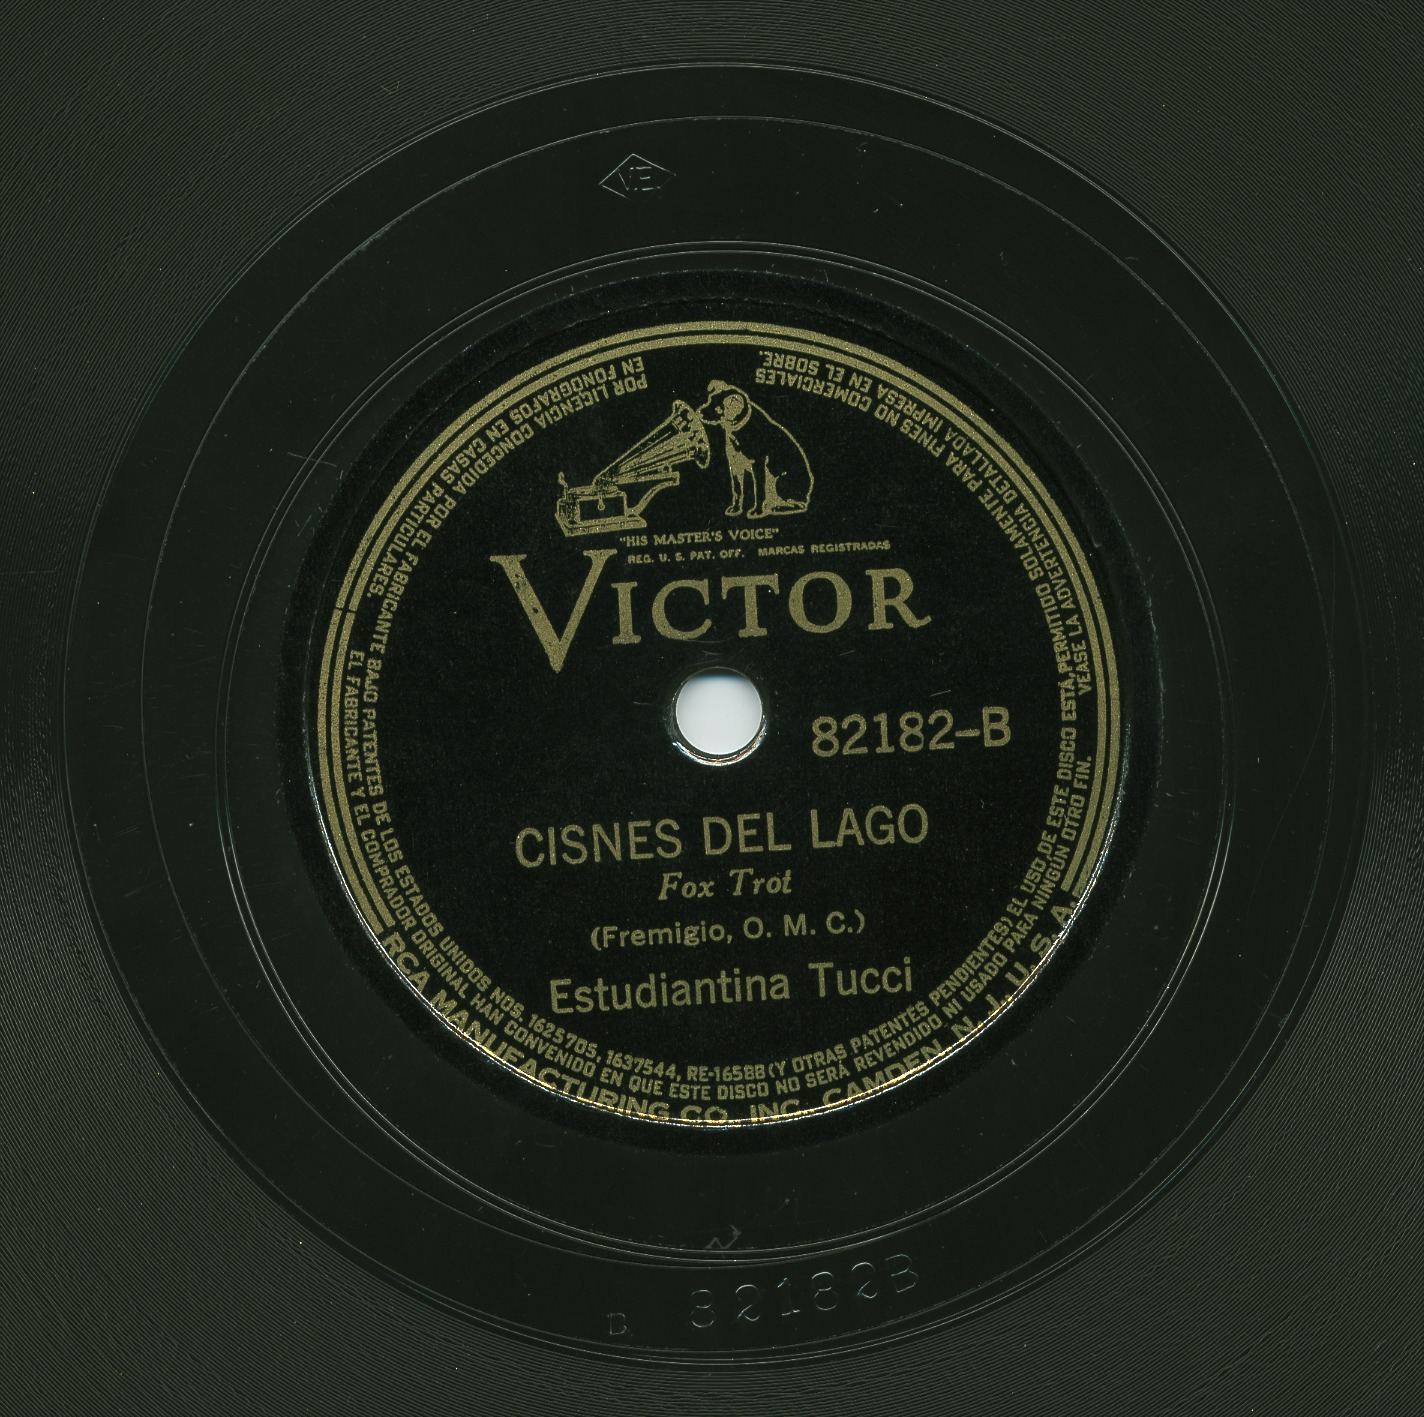 VE
"HIS MASTER'S VOICE"
REG. U. S. PAT. OFF. MARCAS REGISTRADAS
VICTOR
82182-B
CISNES DEL LAGO
Fox Trot
(Fremigio, O. M. C.)
Estudiantina Tucci
POR LICENCIA CONCEDIDA POR EL FABRICANTE BAJO PATENTES DE LOS ESTADOS UNIDOS NOS. 1625705, 1637544, RE-16588 (Y OTRAS PATENTES PENDIENTES) EL USO DE ESTE DISCO ESTÁ PERMITIDO SOLAMENTE PARA FINES NO COMERCIALES
EN FONOGRAFOS EN CASAS PARTICULARES.
EL FABRICANTE Y EL COMPRADOR ORIGINAL HAN CONVENIDO EN QUE ESTE DISCO NO SERÁ REVENDIDO NI USADO PARA NINGÚN OTRO FIN.
VEASE LA ADVERTENCIA DETALLADA IMPRESA EN EL SOBRE.
RCA MANUFACTURING CO. INC. CAMDEN, N. J., U. S. A.
B 82182B